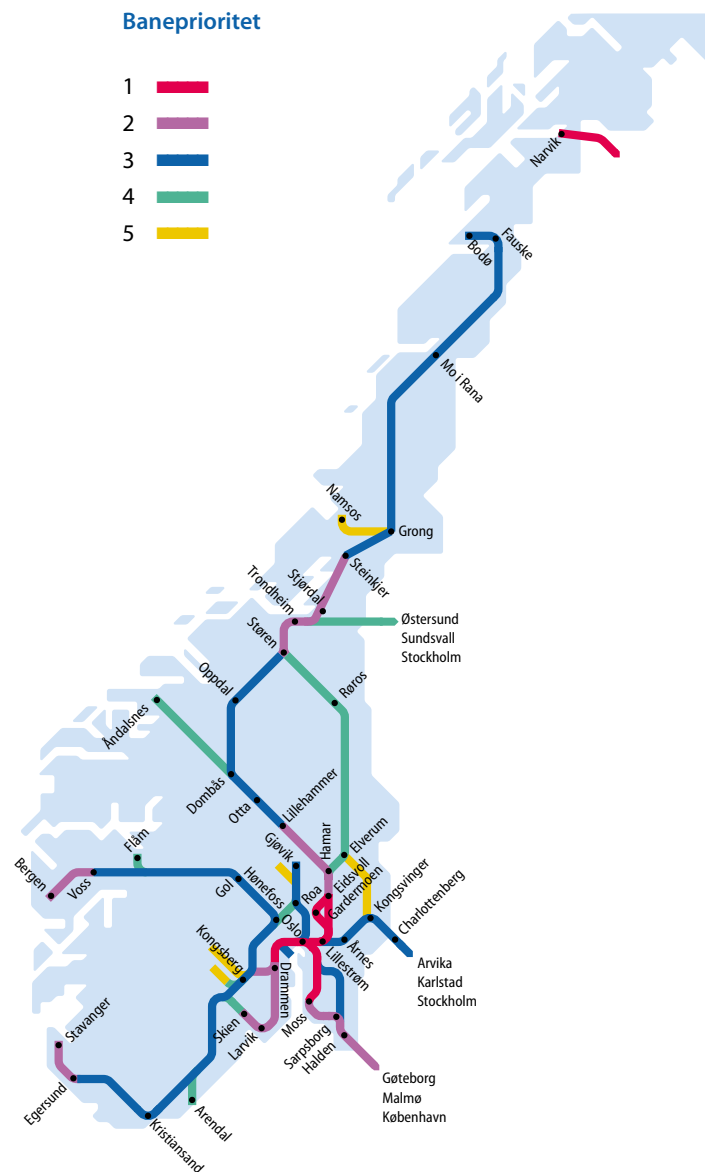 Baneprioritet
1
2
3
4
5
Narvik
Fauske
Bodø
Mo i Rana
Namsos
Grong
Steinkjer
Stjørdal
Trondheim
Østersund
Sundsvall
Stockholm
Støren
Oppdal
Røros
Åndalsnes
Dombås
Otta
Lillehammer
Hamar
Elverum
Flåm
Gjøvik
Eidsvoll
Gardermoen
Kongsvinger
Charlottenberg
Bergen
Voss
Gol
Hønefoss
Roa
Oslo
Lillestrøm
Årnes
Arvika
Karlstad
Stockholm
Kongsberg
Drammen
Skien
Larvik
Moss
Sarpsborg
Halden
Gøteborg
Malmø
København
Stavanger
Egersund
Kristiansand
Arendal